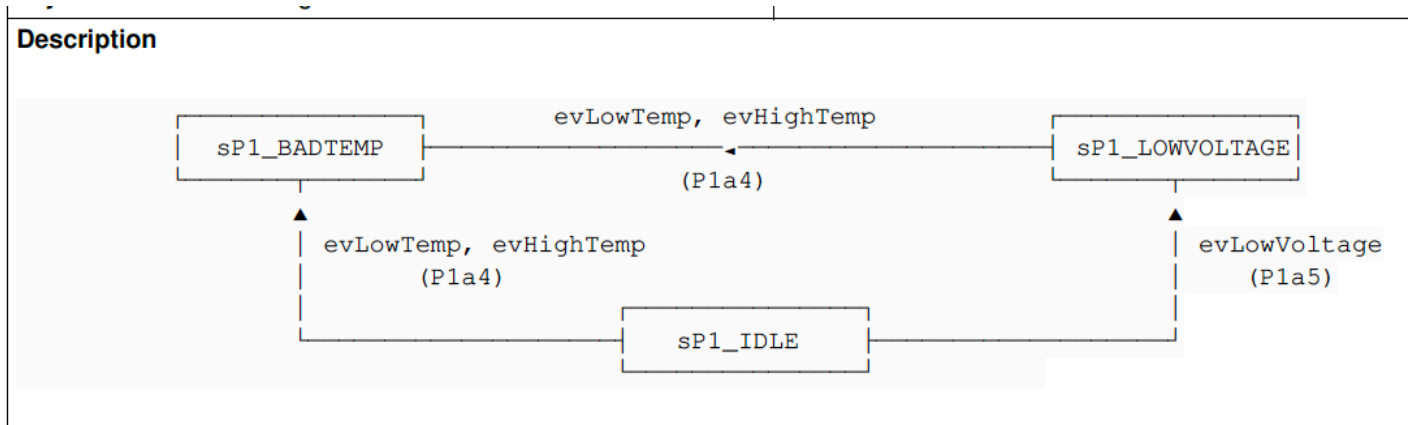 Description
evLowTemp, evHighTemp
sP1_BADTEMP sP1_LOWVOLTAGE
(P1a4)
evLowTemp, evHighTemp evLowVoltage
(P1a4) (P1a5)
sP1_IDLE